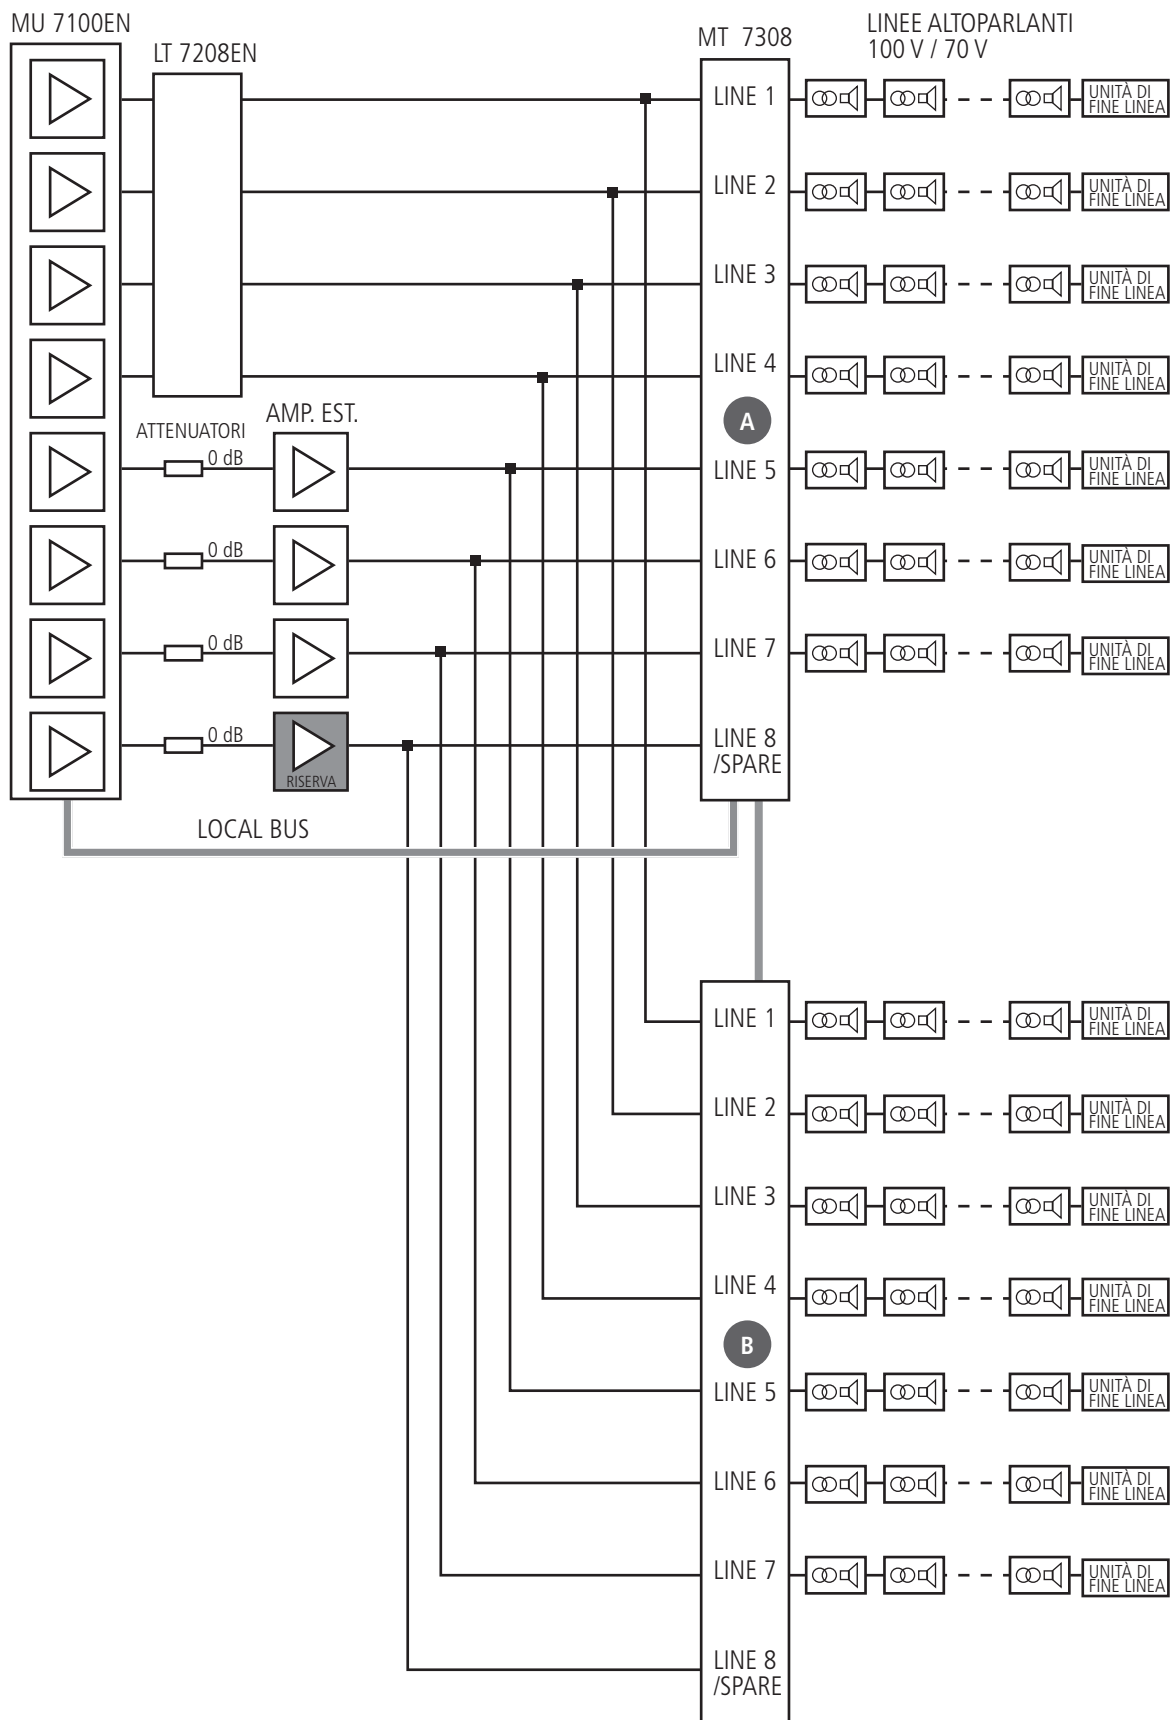 MU 7100EN
LT 7208EN
MT 7308
LINEE ALTOPARLANTI
100 V / 70 V
LINE 1
UNITÀ DI
FINE LINEA
LINE 2
UNITÀ DI
FINE LINEA
LINE 3
UNITÀ DI
FINE LINEA
LINE 4
UNITÀ DI
FINE LINEA
A
AMP. EST.
ATTENUATORI
0 dB
LINE 5
UNITÀ DI
FINE LINEA
0 dB
LINE 6
UNITÀ DI
FINE LINEA
0 dB
LINE 7
UNITÀ DI
FINE LINEA
0 dB
RISERVA
LINE 8
/SPARE
LOCAL BUS
LINE 1
UNITÀ DI
FINE LINEA
LINE 2
UNITÀ DI
FINE LINEA
LINE 3
UNITÀ DI
FINE LINEA
LINE 4
UNITÀ DI
FINE LINEA
B
LINE 5
UNITÀ DI
FINE LINEA
LINE 6
UNITÀ DI
FINE LINEA
LINE 7
UNITÀ DI
FINE LINEA
LINE 8
/SPARE